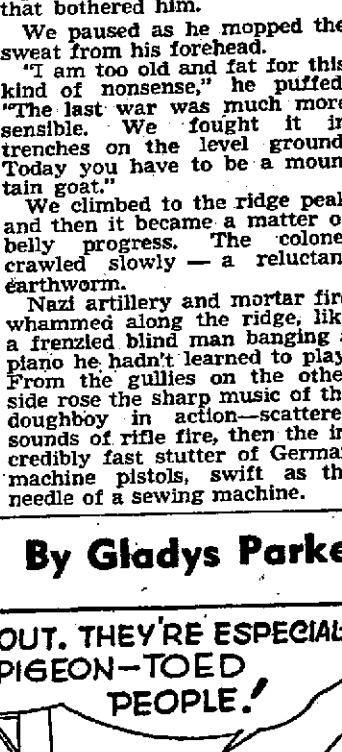 that bothered him.
We paused as he mopped the
sweat from his forehead.
"I am too old and fat for this
kind of nonsense," he puffed.
"The last war was much more
sensible. We fought it in
trenches on the level ground.
Today you have to be a moun-
tain goat."
We climbed to the ridge peak
and then it became a matter o
belly progress. The colone
crawled slowly — a reluctan
earthworm.
Nazi artillery and mortar fire
whammed along the ridge, lik
a frenzied blind man banging a
piano he hadn't learned to play.
From the gullies on the othe
side rose the sharp music of th
doughboy in action—scattere
sounds of rifle fire, then the in
credibly fast stutter of Germa
machine pistols, swift as th
needle of a sewing machine.
By Gladys Parke
OUT. THEY'RE ESPECIAL
PIGEON-TOED
PEOPLE!